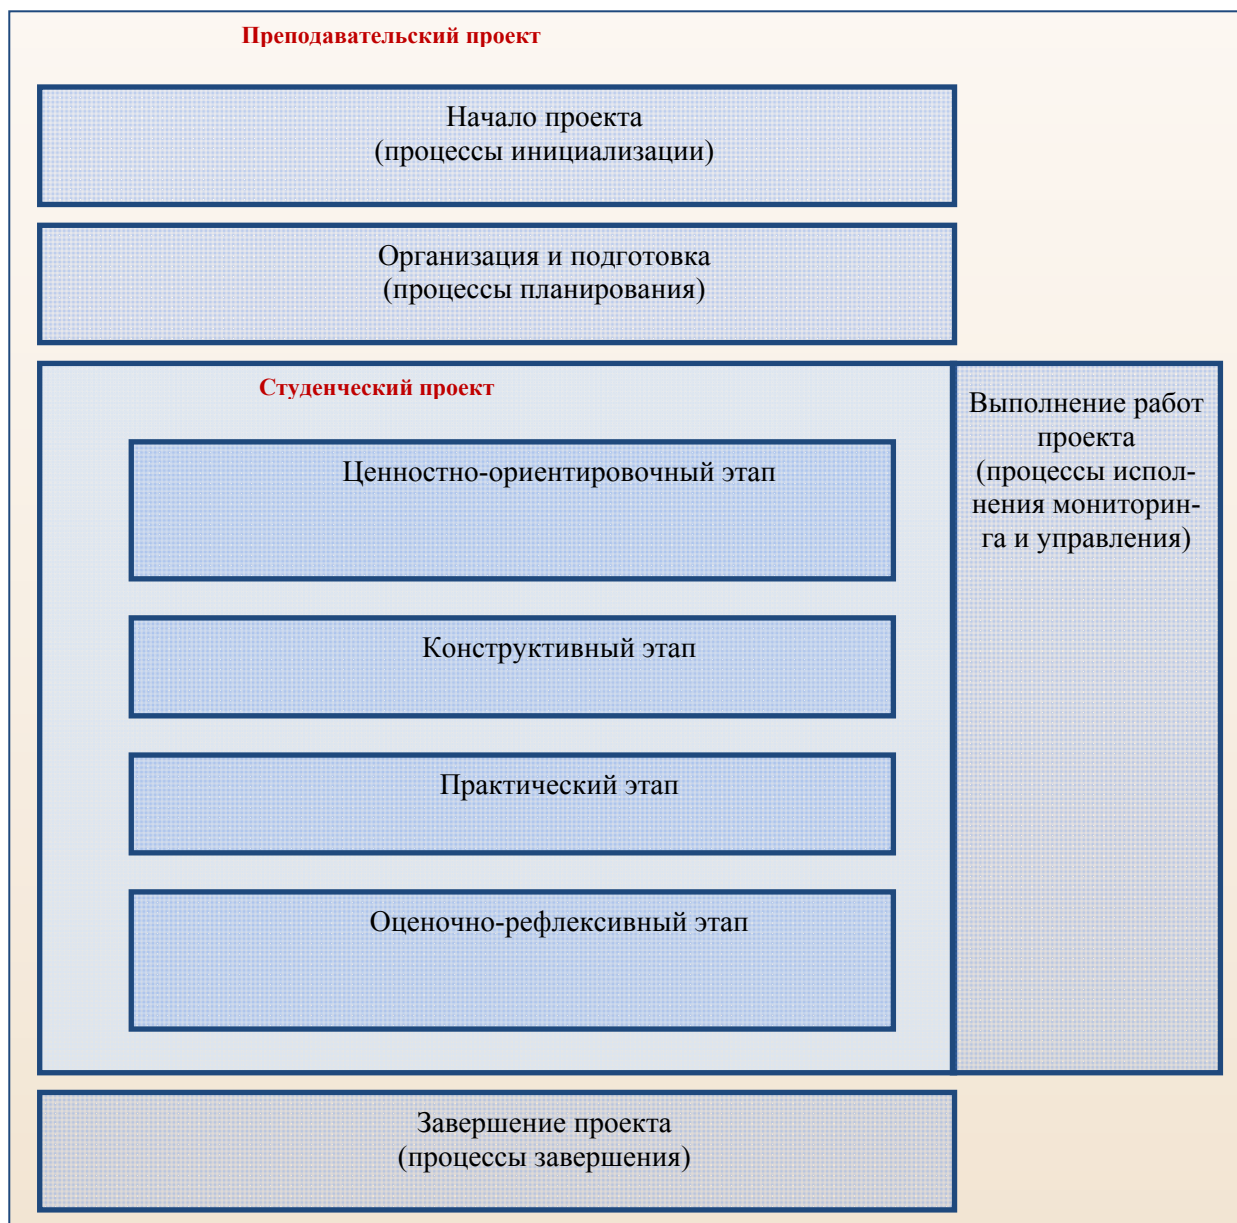 Преподавательский проект
Начало проекта
(процессы инициализации)
Организация и подготовка
(процессы планирования)
Студенческий проект
Ценностно-ориентировочный этап
Конструктивный этап
Практический этап
Оценочно-рефлексивный этап
Выполнение работ
проекта
(процессы испол-
нения мониторин-
га и управления)
Завершение проекта
(процессы завершения)